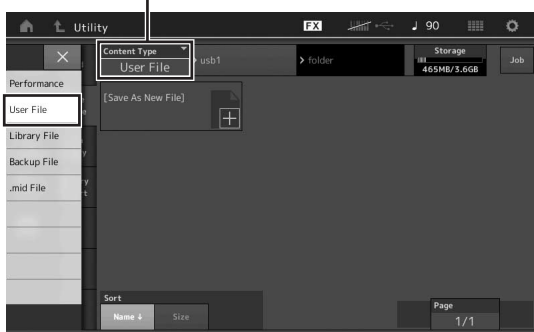 Utility
FX
♩ 90
Content Type
User File
usb1
> folder
Storage
465MB/3.6GB
Job
Performance
User File
Library File
Backup File
.mid File
[Save As New File]
Sort
Name ↓
Size
Page
1/1